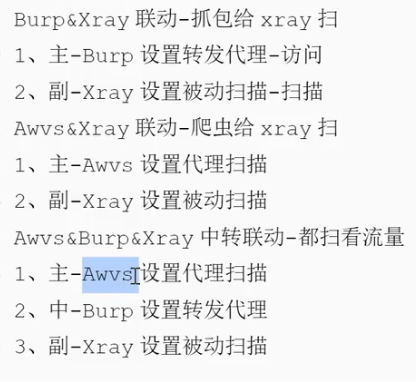 Burp&Xray 联动-抓包给 xray 扫
1、主-Burp 设置转发代理-访问
2、副-Xray 设置被动扫描-扫描
Awvs&Xray 联动-爬虫给 xray 扫
1、主-Awvs 设置代理扫描
2、副-Xray 设置被动扫描
Awvs&Burp&Xray 中转联动-都扫看流量
1、主-Awvs 设置代理扫描
2、中-Burp 设置转发代理
3、副-Xray 设置被动扫描